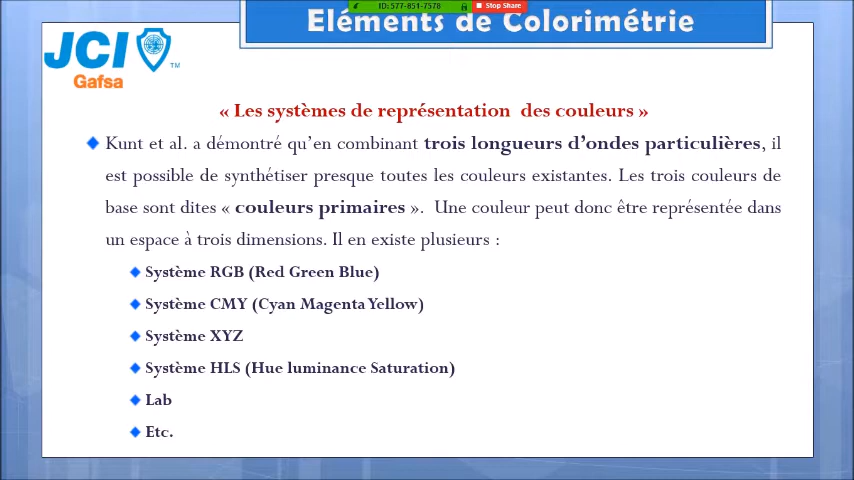 ID: 577-851-7578
Stop Share
Eléments de Colorimétrie
JCI
TM
Gafsa
« Les systèmes de représentation des couleurs »
Kunt et al. a démontré qu'en combinant trois longueurs d'ondes particulières, il
est possible de synthétiser presque toutes les couleurs existantes. Les trois couleurs de
base sont dites « couleurs primaires ». Une couleur peut donc être représentée dans
un espace à trois dimensions. Il en existe plusieurs :
Système RGB (Red Green Blue)
Système CMY (Cyan Magenta Yellow)
Système XYZ
Système HLS (Hue luminance Saturation)
Lab
Etc.